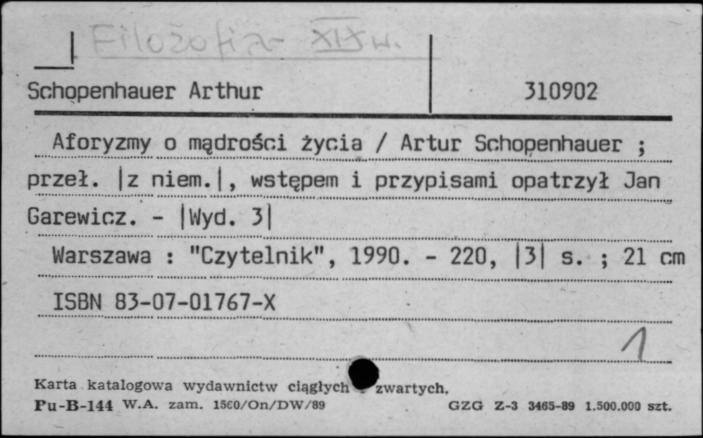 Filozofia XIX w.
Schopenhauer Arthur 310902
Aforyzmy o mądrości życia / Artur Schopenhauer ;
przeł. |z niem.|, wstępem i przypisami opatrzył Jan
Garewicz. - |Wyd. 3|
Warszawa : "Czytelnik", 1990. - 220, |3| s. ; 21 cm
ISBN 83-07-01767-X
1
Karta katalogowa wydawnictw ciągłych zwartych.
Pu-B-144 W.A. zam. 1560/On/DW/89 GZG Z-3 3465-89 1.500.000 szt.